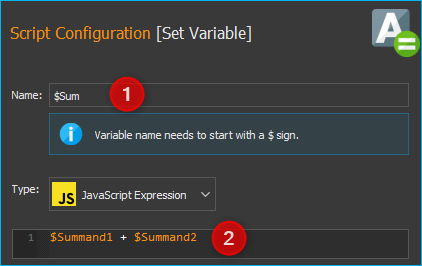 Script Configuration [Set Variable]
A
Name: $Sum 1
i Variable name needs to start with a $ sign.
Type: JS JavaScript Expression
1 $Summand1 + $Summand2 2